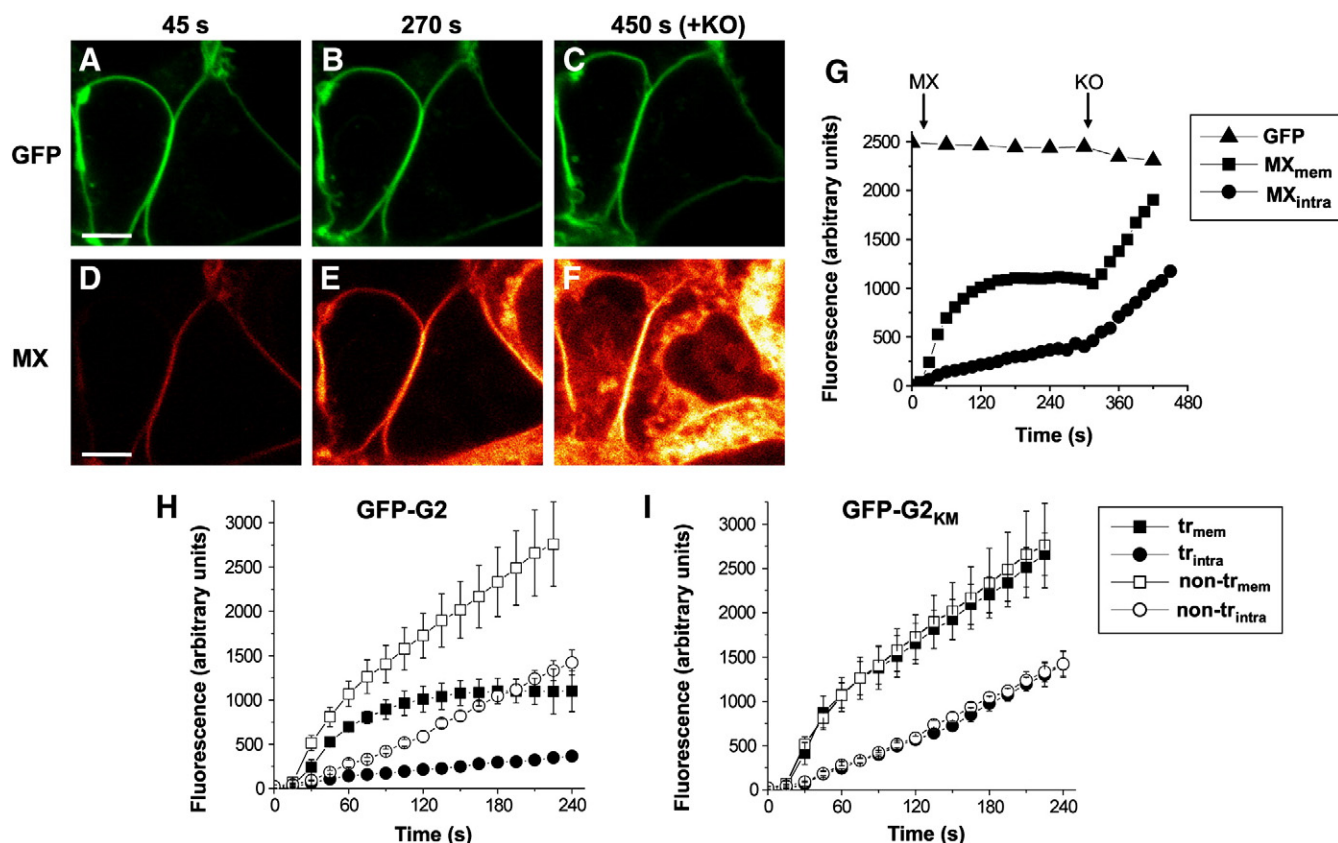 45 s 270 s 450 s (+KO)
A B C
GFP
D E F
MX
G
MX KO
Fluorescence (arbitrary units)
2500
2000
1500
1000
500
0
0 120 240 360 480
Time (s)
GFP
MXmem
MXintra
H GFP-G2
Fluorescence (arbitrary units)
3000
2500
2000
1500
1000
500
0
0 60 120 180 240
Time (s)
I GFP-G2KM
Fluorescence (arbitrary units)
3000
2500
2000
1500
1000
500
0
0 60 120 180 240
Time (s)
trmem
trintra
non-trmem
non-trintra